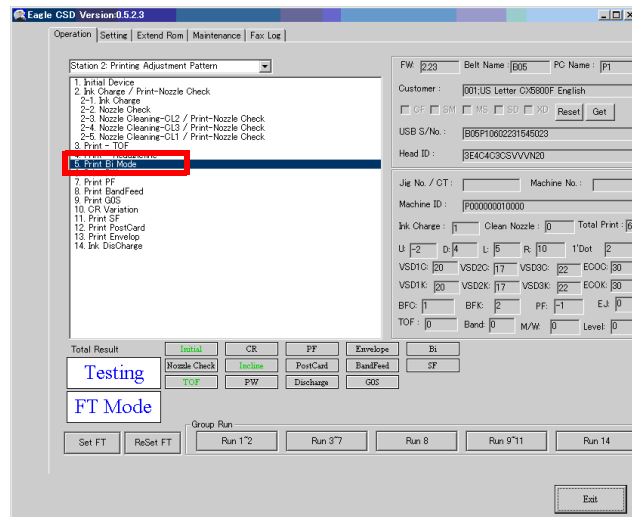 Eagle CSD Version:0.5.2.3
Operation Setting Extend Rom Maintenance Fax Log
Station 2: Printing Adjustment Pattern
1. Initial Device
2. Ink Charge / Print-Nozzle Check
2-1. Ink Charge
2-2. Nozzle Check
2-3. Nozzle Cleaning-CL2 / Print-Nozzle Check
2-4. Nozzle Cleaning-CL3 / Print-Nozzle Check
2-5. Nozzle Cleaning-CL1 / Print-Nozzle Check
3. Print - TOF
5. Print Bi Mode
7. Print PF
8. Print BandFeed
9. Print G0S
10. CR Variation
11. Print SF
12. Print PostCard
13. Print Envelop
14. Ink DisCharge
FW: 2.23 Belt Name : B05 PC Name : P1
Customer : 001;US Letter CX5800F English
CF SM MS SD XD Reset Get
USB S/No. : B05P10602231545023
Head ID : 3E4C4C3CSVVVN20
Jig No. / CT : Machine No. :
Machine ID : P000000010000
Ink Charge : 1 Clean Nozzle : 0 Total Print : 6
U: -2 D: 4 L: 5 R: 10 1'Dot 2
VSD1C: 20 VSD2C: 17 VSD3C: 22 ECOC: 30
VSD1K: 20 VSD2K: 17 VSD3K: 22 ECOK: 30
BFC: 1 BFK: 2 PF: -1 EJ: 0
TOF : 0 Band: 0 M/W: 0 Level: 0
Total Result
Testing
FT Mode
Initial CR PF Envelope Bi
Nozzle Check Incline PostCard BandFeed SF
TOF PW Discharge G0S
Set FT ReSet FT
Group Run
Run 1~2 Run 3~7 Run 8 Run 9~11 Run 14
Exit